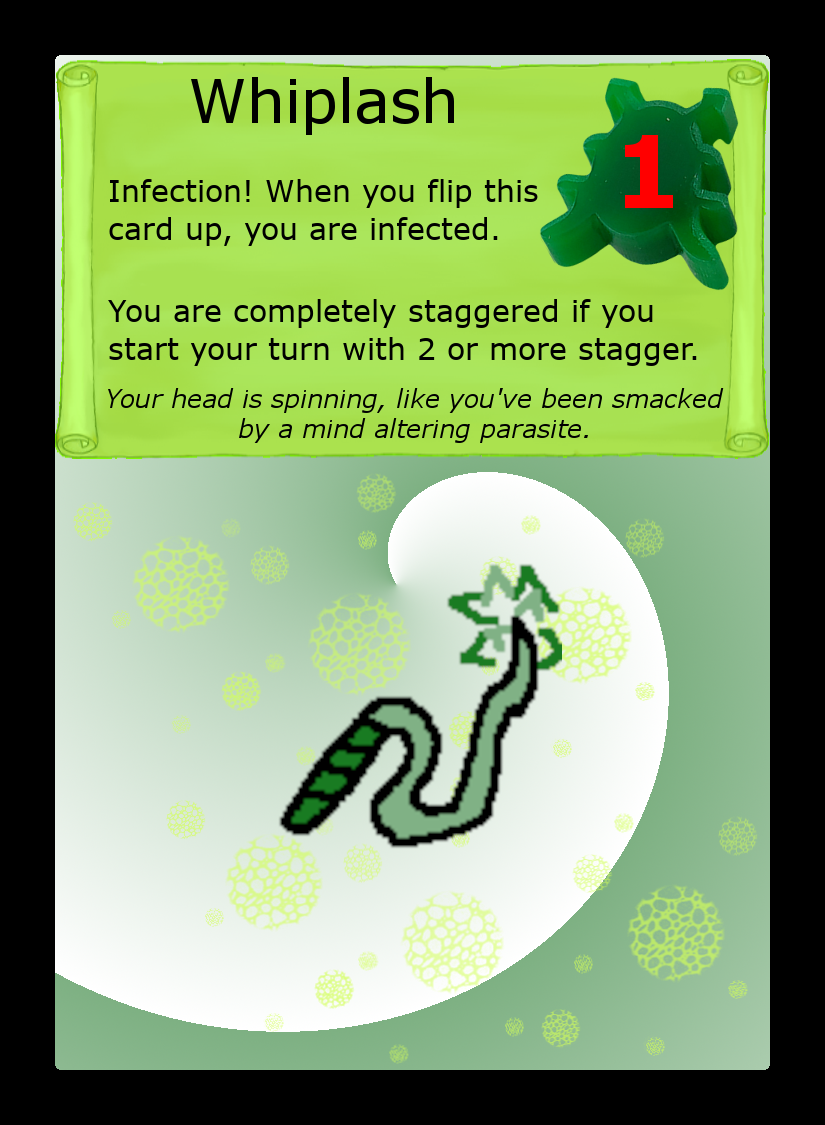 Whiplash
1
Infection! When you flip this
card up, you are infected.
You are completely staggered if you
start your turn with 2 or more stagger.
Your head is spinning, like you've been smacked
by a mind altering parasite.